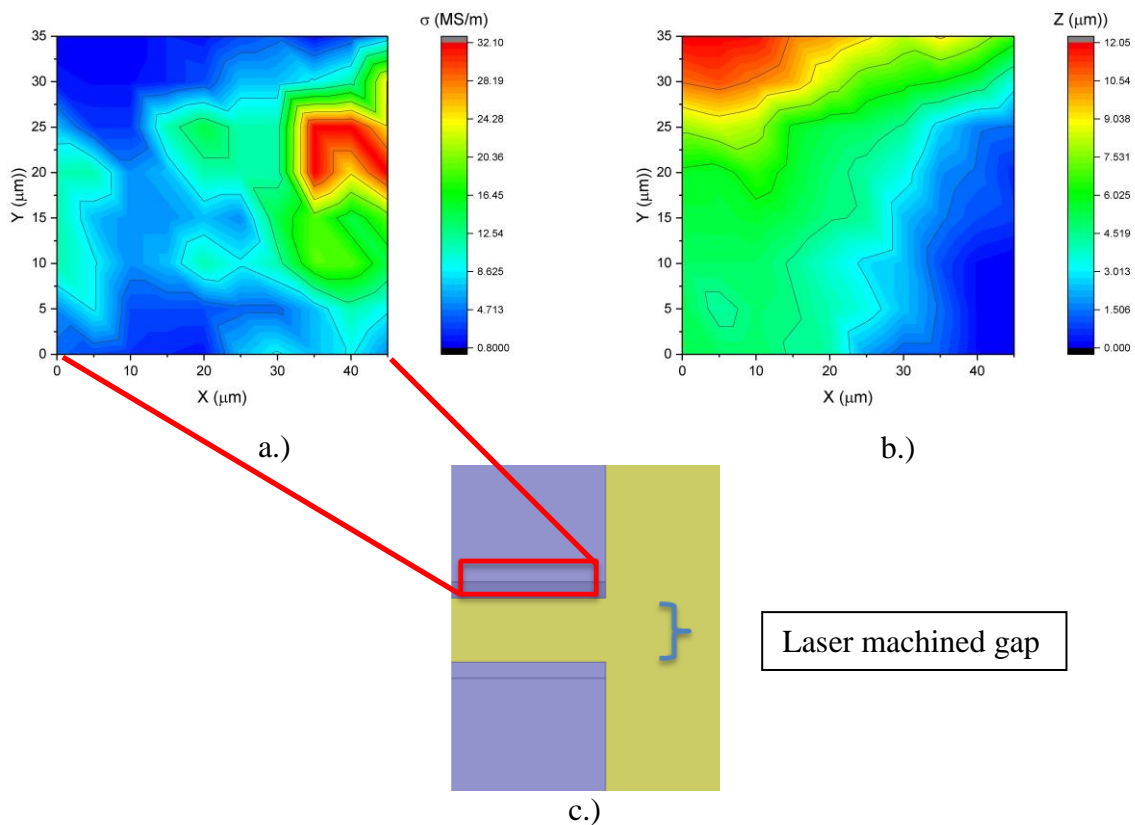 σ (MS/m)
35
30
25
20
15
10
5
0
Y (μm))
0 10 20 30 40
X (μm)
32.10
28.19
24.28
20.36
16.45
12.54
8.625
4.713
0.8000
a.)
Z (μm))
35
30
25
20
15
10
5
0
Y (μm))
0 10 20 30 40
X (μm)
12.05
10.54
9.038
7.531
6.025
4.519
3.013
1.506
0.000
b.)
Laser machined gap
c.)